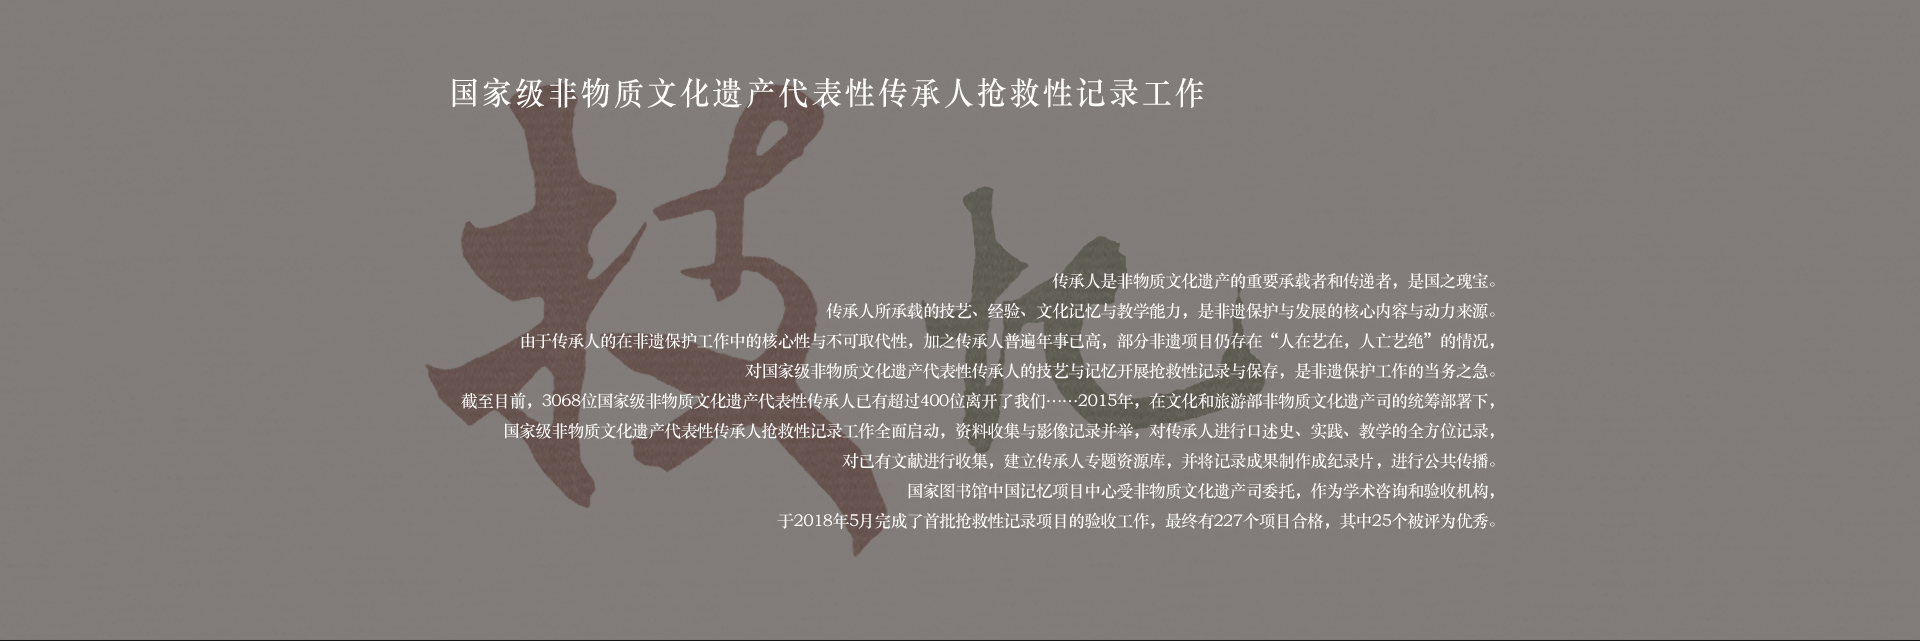 国家级非物质文化遗产代表性传承人抢救性记录工作
技忆
传承人是非物质文化遗产的重要承载者和传递者，是国之瑰宝。
传承人所承载的技艺、经验、文化记忆与教学能力，是非遗保护与发展的核心内容与动力来源。
由于传承人的在非遗保护工作中的核心性与不可取代性，加之传承人普遍年事已高，部分非遗项目仍存在“人在艺在，人亡艺绝”的情况，
对国家级非物质文化遗产代表性传承人的技艺与记忆开展抢救性记录与保存，是非遗保护工作的当务之急。
截至目前，3068位国家级非物质文化遗产代表性传承人已有超过400位离开了我们……2015年，在文化和旅游部非物质文化遗产司的统筹部署下，
国家级非物质文化遗产代表性传承人抢救性记录工作全面启动，资料收集与影像记录并举，对传承人进行口述史、实践、教学的全方位记录，
对已有文献进行收集，建立传承人专题资源库，并将记录成果制作成纪录片，进行公共传播。
国家图书馆中国记忆项目中心受非物质文化遗产司委托，作为学术咨询和验收机构，
于2018年5月完成了首批抢救性记录项目的验收工作，最终有227个项目合格，其中25个被评为优秀。